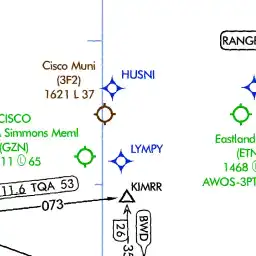 RANGE
Cisco Muni
(3F2)
1621 L 37
HUSNI
CISCO
Simmons Meml
(GZN)
11 Ⓛ 65
LYMPY
Eastland
(ETN
1468 Ⓛ
AWOS-3PT
11.6 TQA 53
KIMRR
073
26
BWD
35